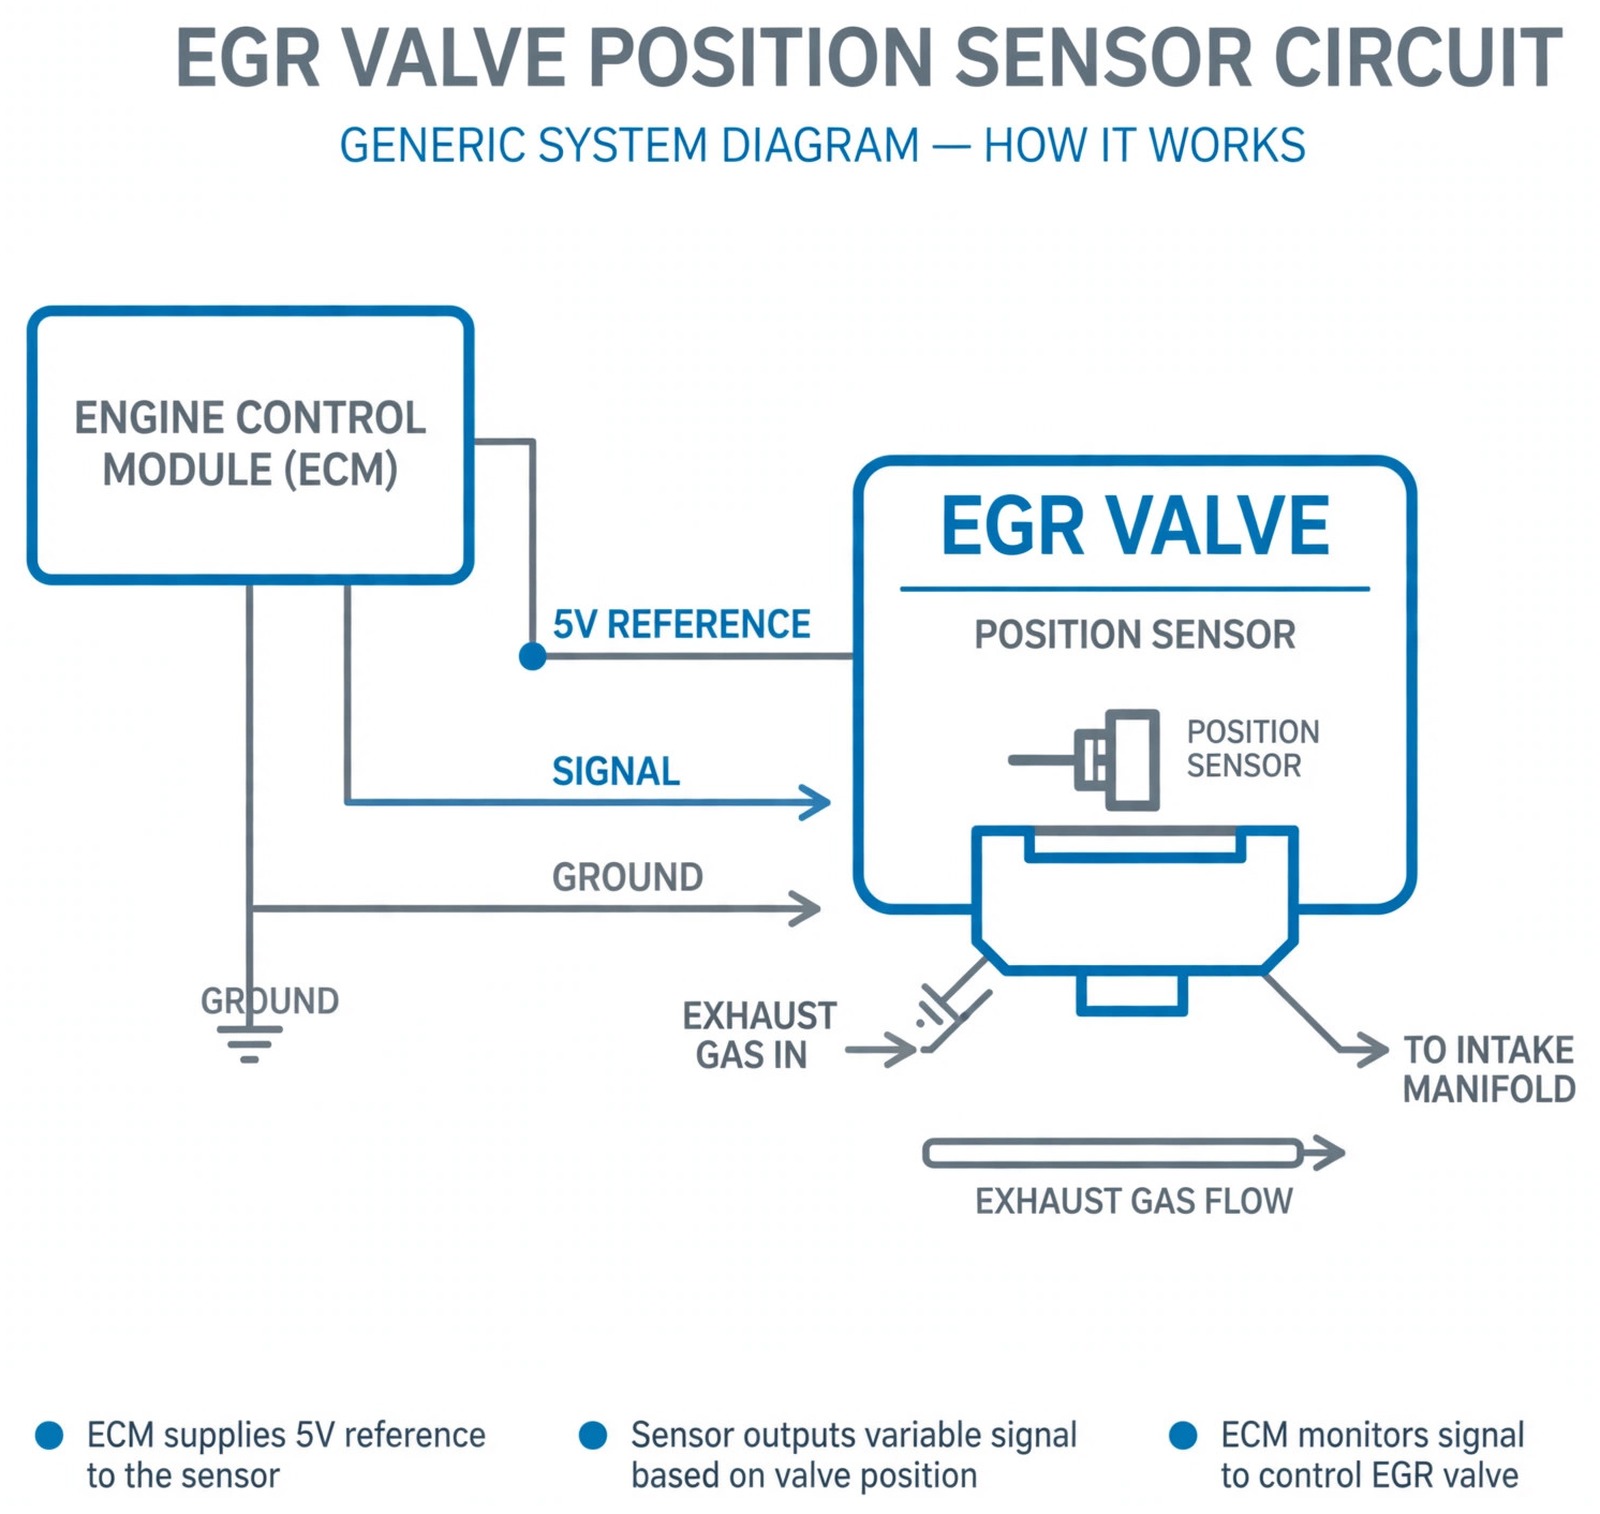 EGR VALVE POSITION SENSOR CIRCUIT
GENERIC SYSTEM DIAGRAM — HOW IT WORKS
ENGINE CONTROL
MODULE (ECM)
EGR VALVE
5V REFERENCE
POSITION SENSOR
POSITION
SENSOR
SIGNAL
GROUND
GROUND
EXHAUST
GAS IN
TO INTAKE
MANIFOLD
EXHAUST GAS FLOW
ECM supplies 5V reference
to the sensor
Sensor outputs variable signal
based on valve position
ECM monitors signal
to control EGR valve